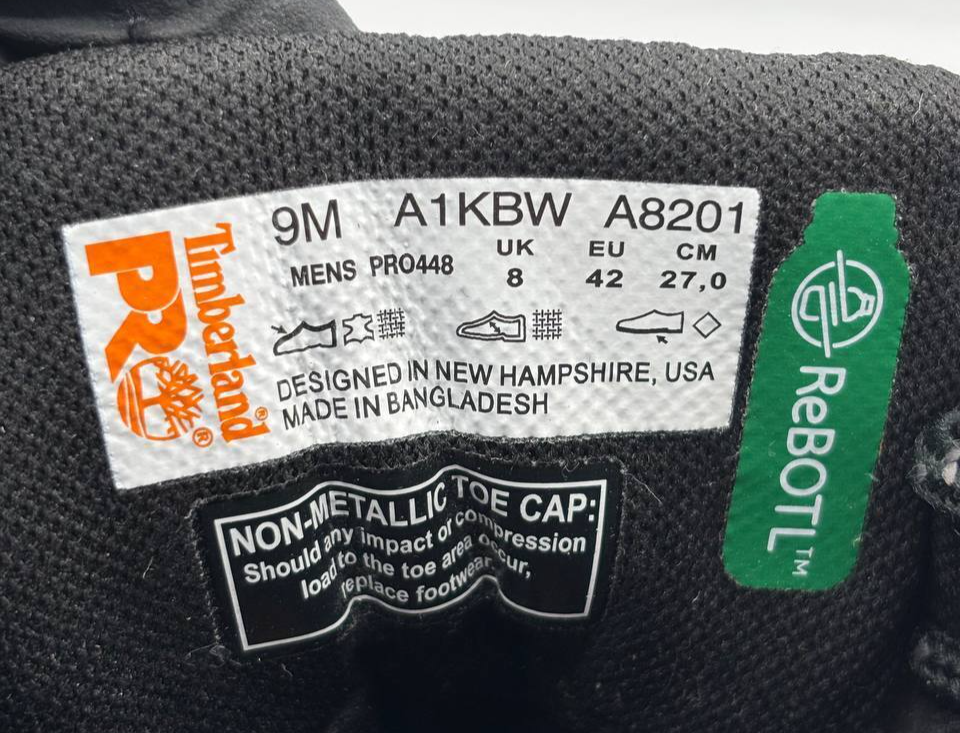 Timberland®
PRO®
9M A1KBW A8201
MENS PRO448 UK EU CM
8 42 27,0
DESIGNED IN NEW HAMPSHIRE, USA
MADE IN BANGLADESH
NON-METALLIC TOE CAP:
Should any impact or compression
load to the toe area occur,
replace footwear.
ReBOTL™